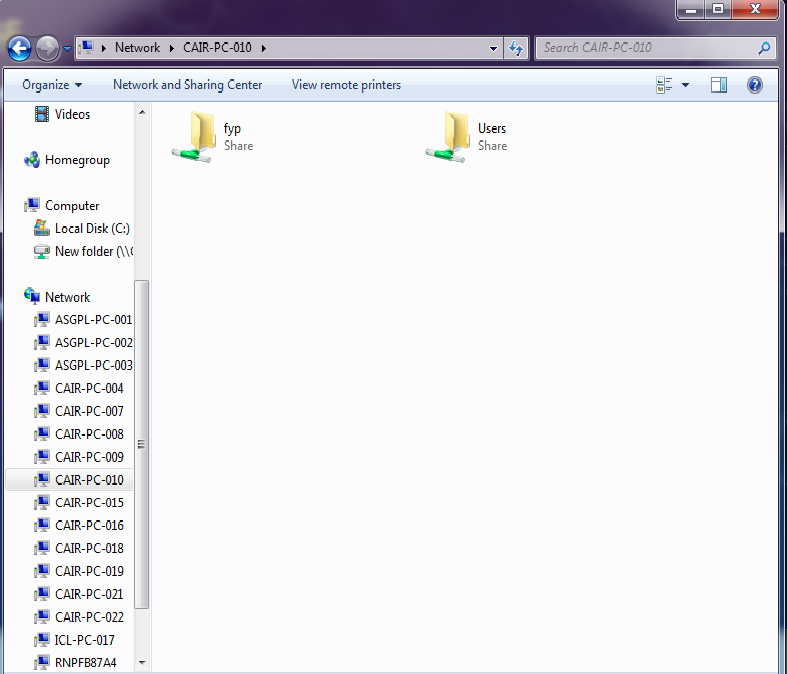 Network CAIR-PC-010
Search CAIR-PC-010
Organize Network and Sharing Center View remote printers
Videos
Homegroup
Computer
Local Disk (C:)
New folder (\\
Network
ASGPL-PC-001
ASGPL-PC-002
ASGPL-PC-003
CAIR-PC-004
CAIR-PC-007
CAIR-PC-008
CAIR-PC-009
CAIR-PC-010
CAIR-PC-015
CAIR-PC-016
CAIR-PC-018
CAIR-PC-019
CAIR-PC-021
CAIR-PC-022
ICL-PC-017
RNPFB87A4
fyp
Share
Users
Share